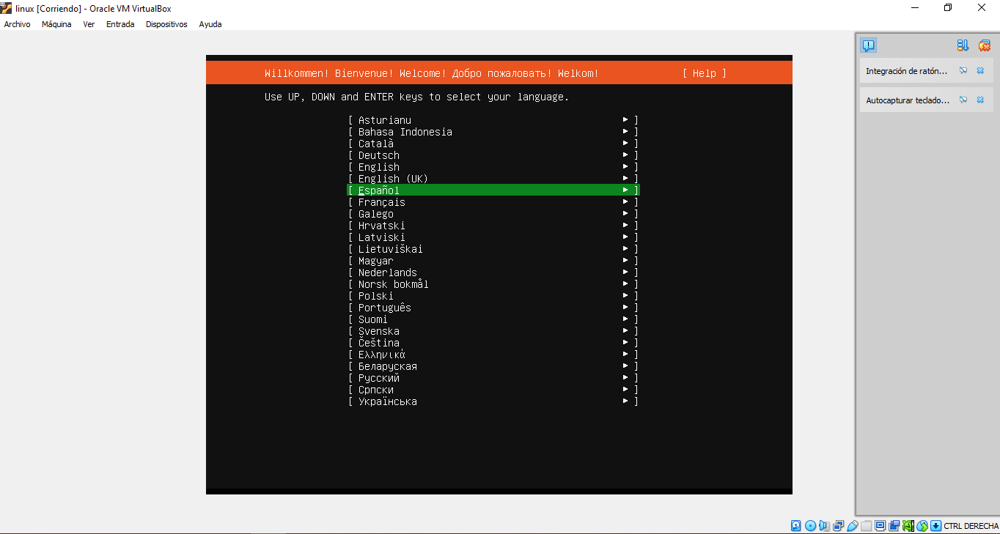 linux [Corriendo] - Oracle VM VirtualBox
Archivo Máquina Ver Entrada Dispositivos Ayuda
Willkommen! Bienvenue! Welcome! Добро пожаловать! Welkom! [ Help ]
Use UP, DOWN and ENTER keys to select your language.
[ Asturianu ► ]
[ Bahasa Indonesia ► ]
[ Català ► ]
[ Deutsch ► ]
[ English ► ]
[ English (UK) ► ]
[ Español ► ]
[ Français ► ]
[ Galego ► ]
[ Hrvatski ► ]
[ Latviski ► ]
[ Lietuviškai ► ]
[ Magyar ► ]
[ Nederlands ► ]
[ Norsk bokmål ► ]
[ Polski ► ]
[ Português ► ]
[ Suomi ► ]
[ Svenska ► ]
[ Čeština ► ]
[ Ελληνικά ► ]
[ Беларуская ► ]
[ Русский ► ]
[ Српски ► ]
[ Українська ► ]
Integración de ratón...
Autocapturar teclado...
CTRL DERECHA